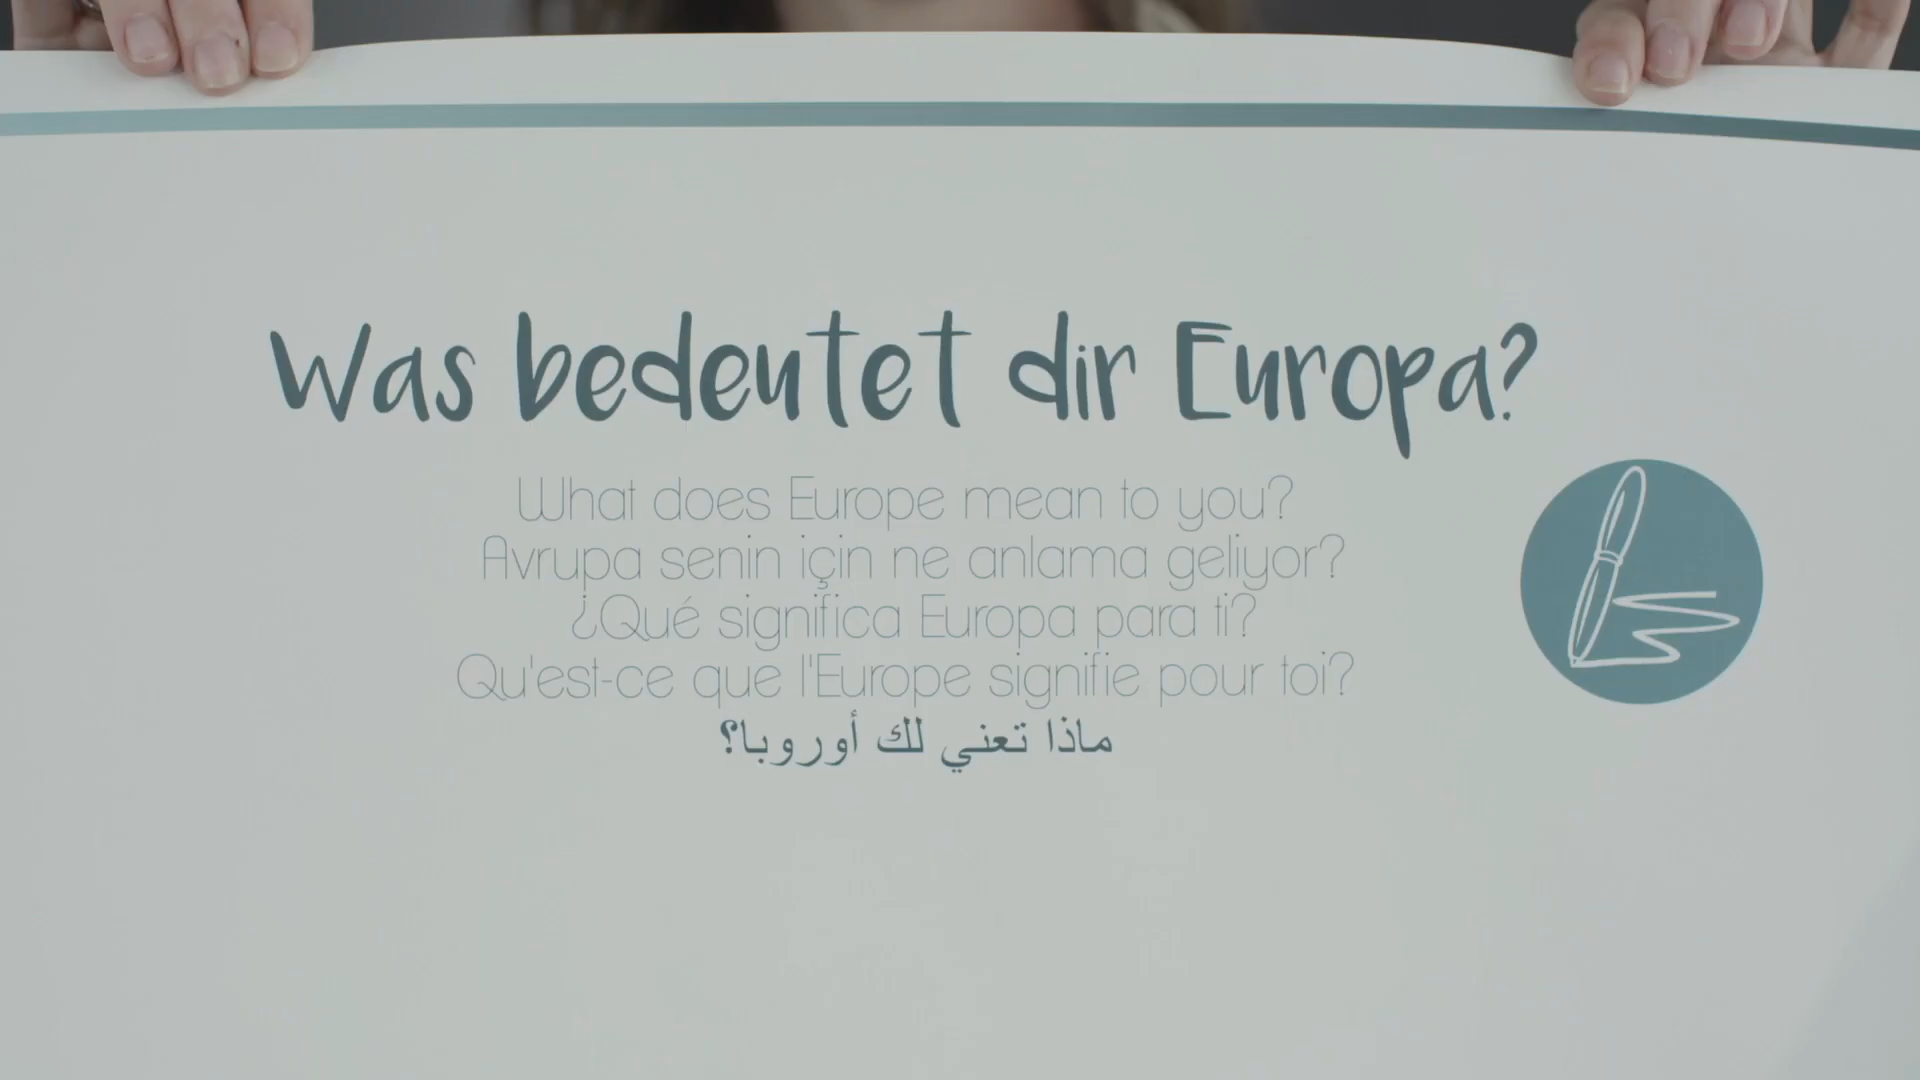 Was bedeutet dir Europa?
What does Europe mean to you?
Avrupa senin için ne anlama geliyor?
¿Qué significa Europa para ti?
Qu'est-ce que l'Europe signifie pour toi?
ماذا تعني لك أوروبا؟